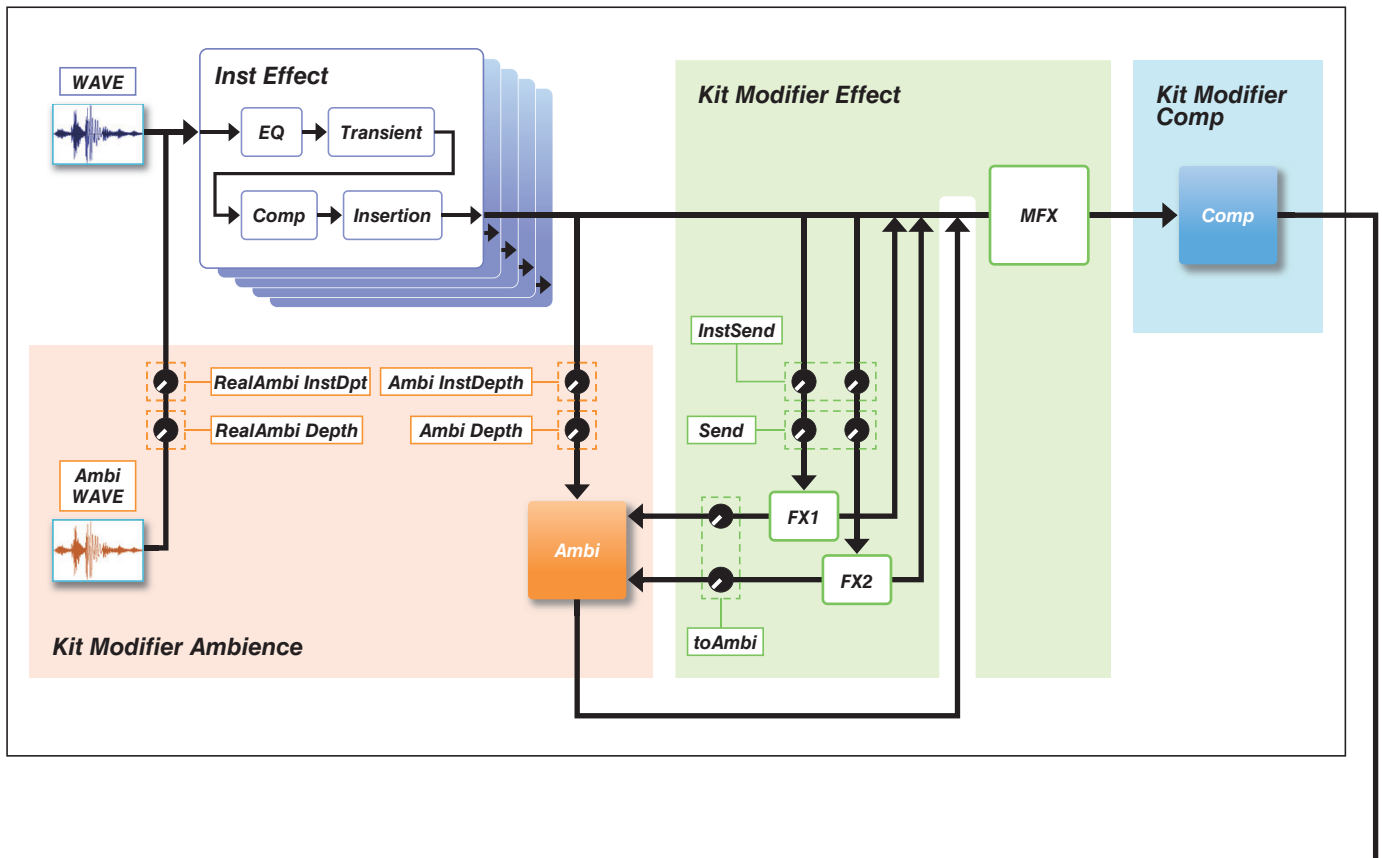 WAVE
Inst Effect
EQ
Transient
Comp
Insertion
Kit Modifier Effect
Kit Modifier
Comp
MFX
Comp
InstSend
RealAmbi InstDpt
Ambi InstDepth
RealAmbi Depth
Ambi Depth
Send
Ambi
WAVE
Ambi
FX1
FX2
toAmbi
Kit Modifier Ambience